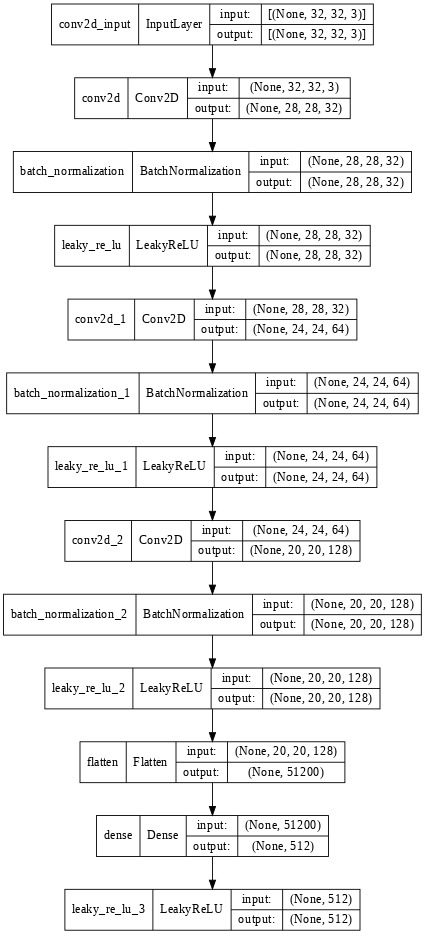 conv2d_input InputLayer input: [(None, 32, 32, 3)]
output: [(None, 32, 32, 3)]
conv2d Conv2D input: (None, 32, 32, 3)
output: (None, 28, 28, 32)
batch_normalization BatchNormalization input: (None, 28, 28, 32)
output: (None, 28, 28, 32)
leaky_re_lu LeakyReLU input: (None, 28, 28, 32)
output: (None, 28, 28, 32)
conv2d_1 Conv2D input: (None, 28, 28, 32)
output: (None, 24, 24, 64)
batch_normalization_1 BatchNormalization input: (None, 24, 24, 64)
output: (None, 24, 24, 64)
leaky_re_lu_1 LeakyReLU input: (None, 24, 24, 64)
output: (None, 24, 24, 64)
conv2d_2 Conv2D input: (None, 24, 24, 64)
output: (None, 20, 20, 128)
batch_normalization_2 BatchNormalization input: (None, 20, 20, 128)
output: (None, 20, 20, 128)
leaky_re_lu_2 LeakyReLU input: (None, 20, 20, 128)
output: (None, 20, 20, 128)
flatten Flatten input: (None, 20, 20, 128)
output: (None, 51200)
dense Dense input: (None, 51200)
output: (None, 512)
leaky_re_lu_3 LeakyReLU input: (None, 512)
output: (None, 512)